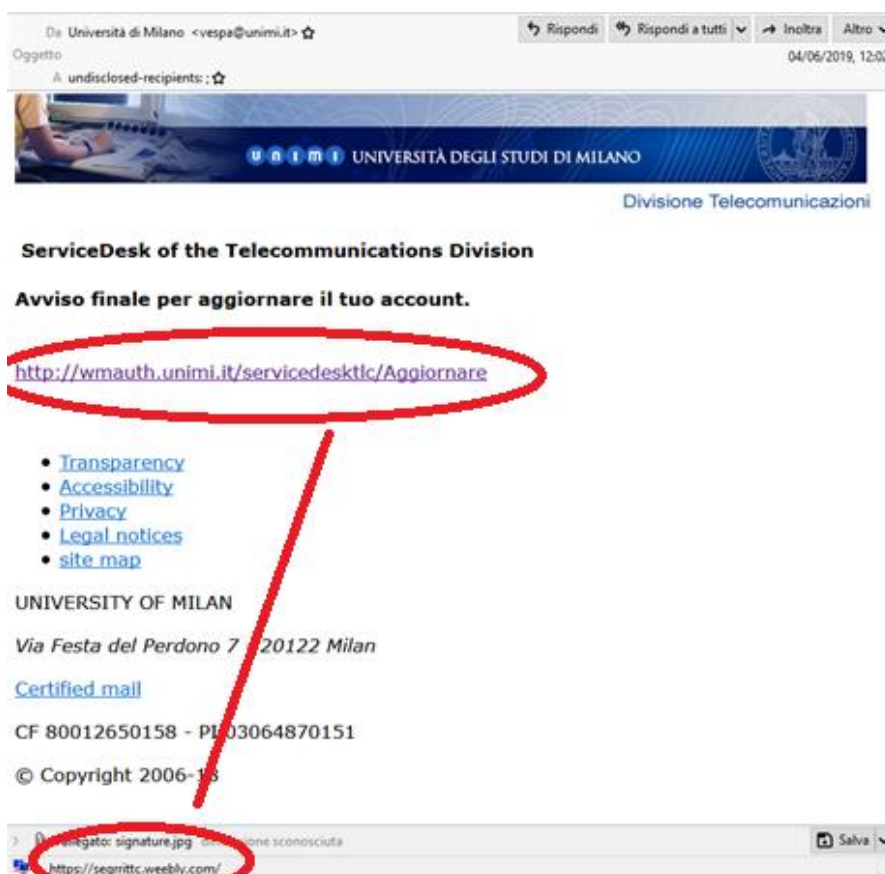 Da Università di Milano <vespa@unimi.it>
Rispondi Rispondi a tutti Inoltra Altro
Oggetto
04/06/2019, 12:02
A undisclosed-recipients: ;
unimi UNIVERSITÀ DEGLI STUDI DI MILANO
Divisione Telecomunicazioni
ServiceDesk of the Telecommunications Division
Avviso finale per aggiornare il tuo account.
http://wmauth.unimi.it/servicedesktlc/Aggiornare
• Transparency
• Accessibility
• Privacy
• Legal notices
• site map
UNIVERSITY OF MILAN
Via Festa del Perdono 7 20122 Milan
Certified mail
CF 80012650158 - PI 03064870151
© Copyright 2006-18
signature.jpg sconosciuta
Salva
https://segrrittc.weebly.com/